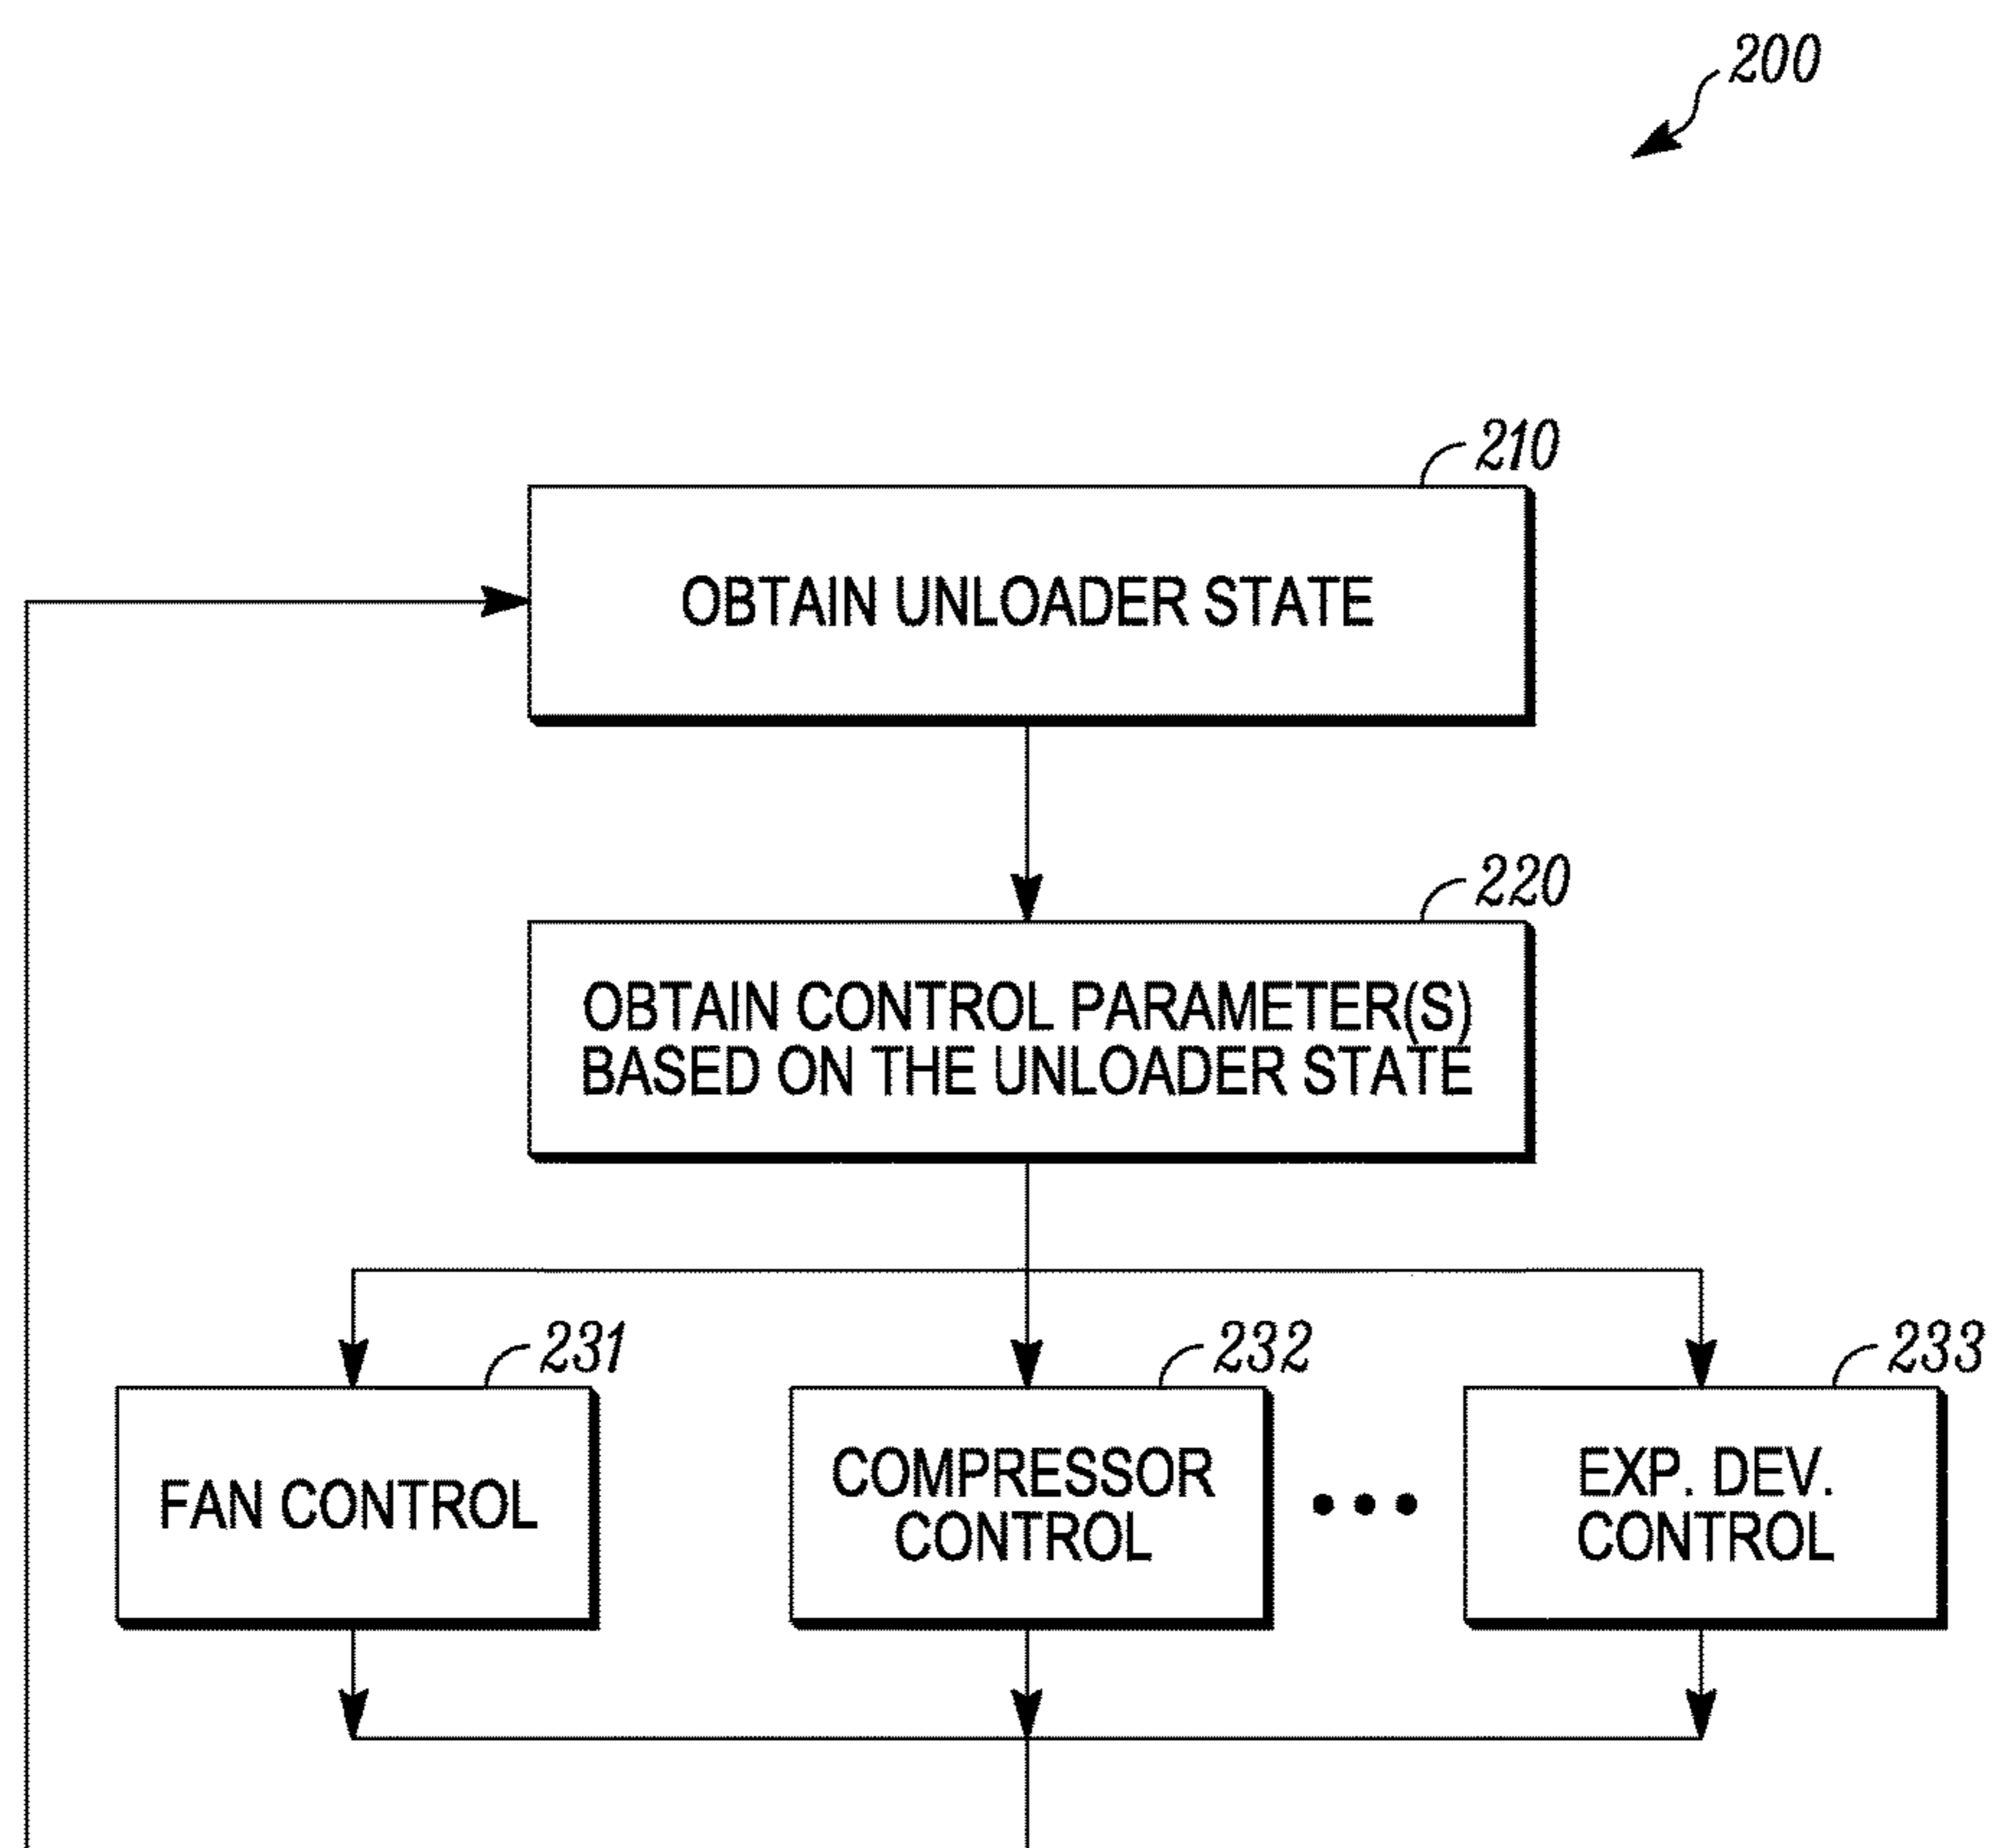 200
210
OBTAIN UNLOADER STATE
220
OBTAIN CONTROL PARAMETER(S)
BASED ON THE UNLOADER STATE
231
FAN CONTROL
232
COMPRESSOR
CONTROL
233
EXP. DEV.
CONTROL